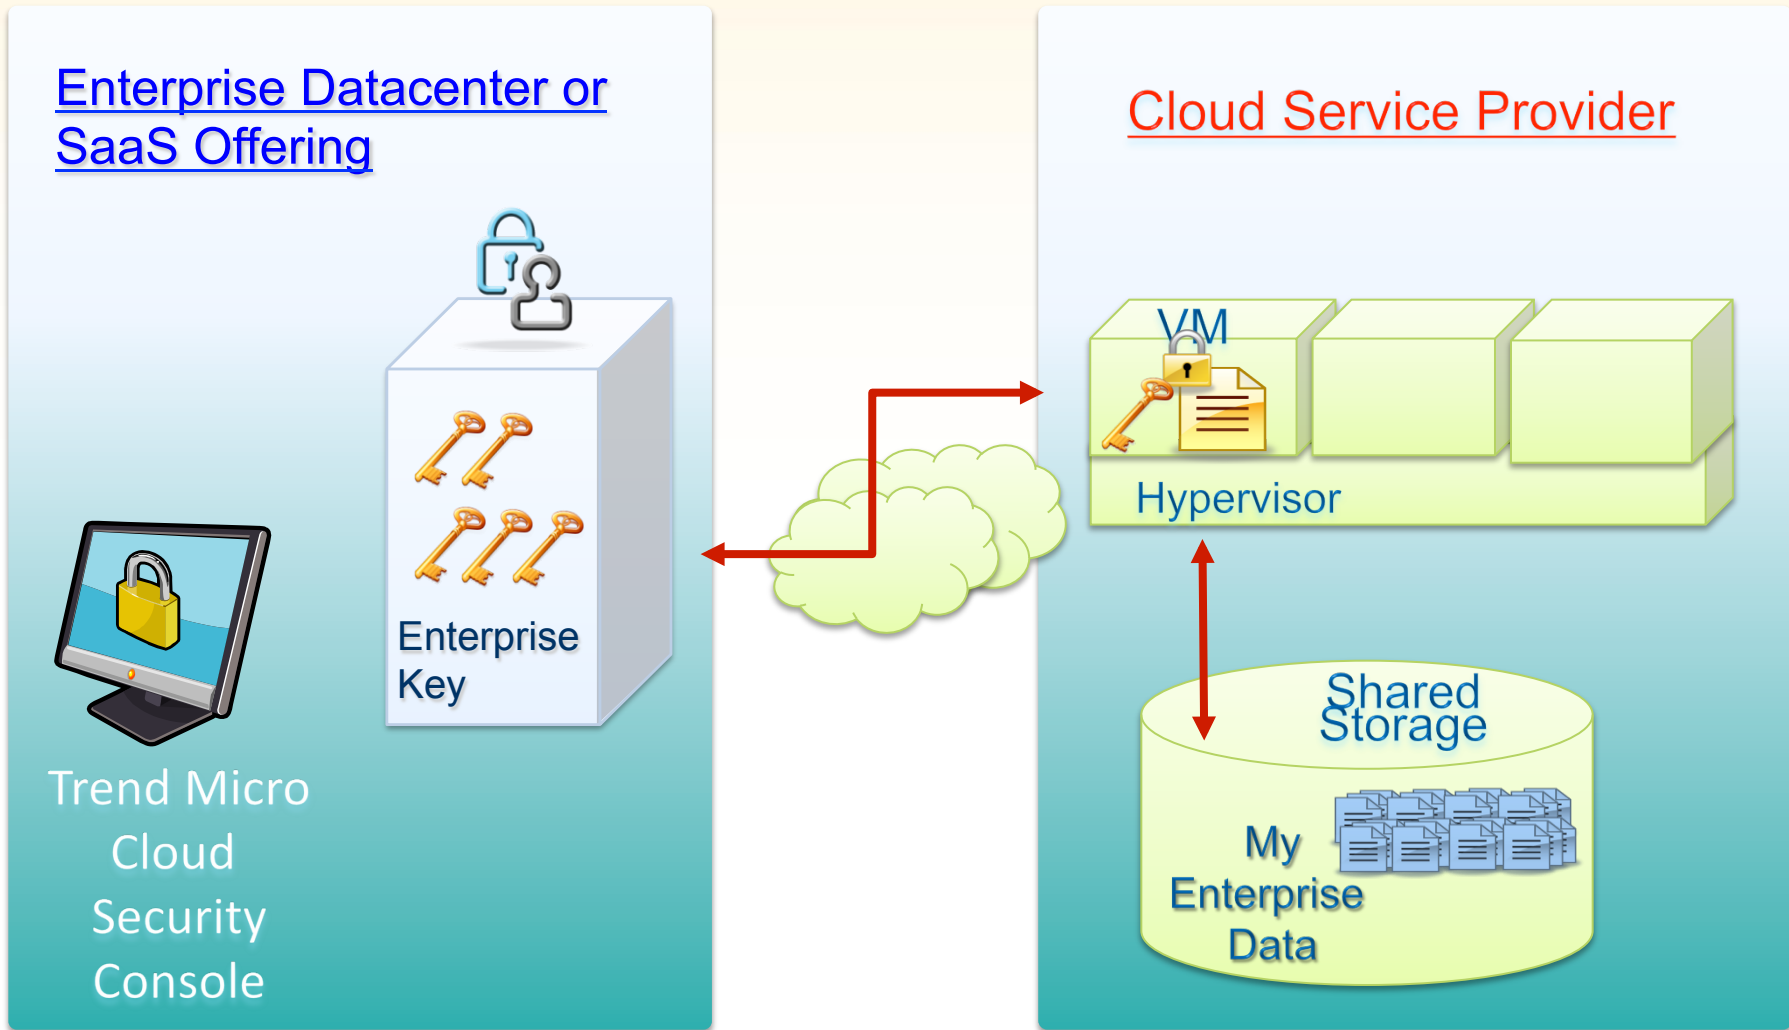 Enterprise Datacenter or
SaaS Offering
Cloud Service Provider
VM
Hypervisor
Enterprise
Key
Shared
Storage
My
Enterprise
Data
Trend Micro
Cloud
Security
Console